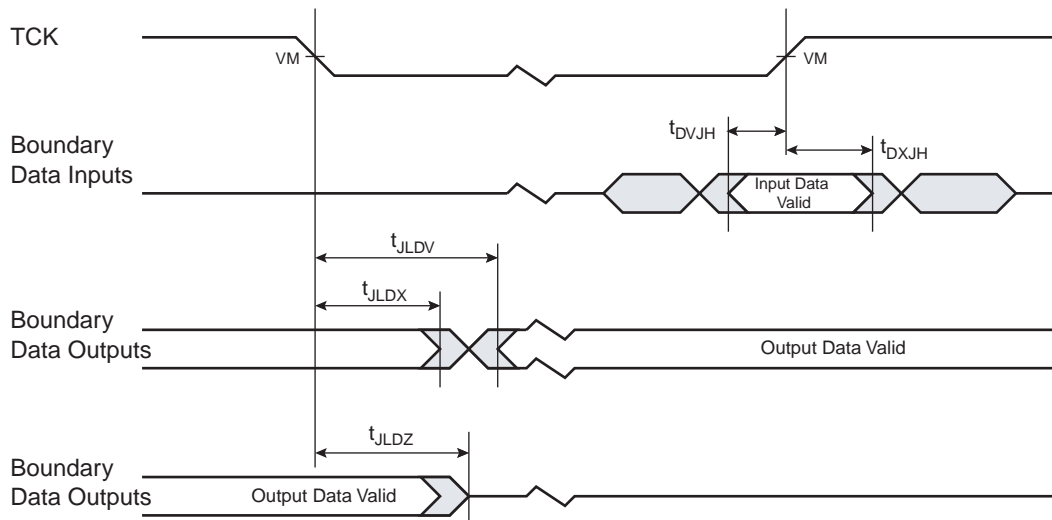 TCK
VM
VM
Boundary
Data Inputs
tDVJH
tDXJH
Input Data
Valid
tJLDV
tJLDX
Boundary
Data Outputs
Output Data Valid
tJLDZ
Boundary
Data Outputs
Output Data Valid